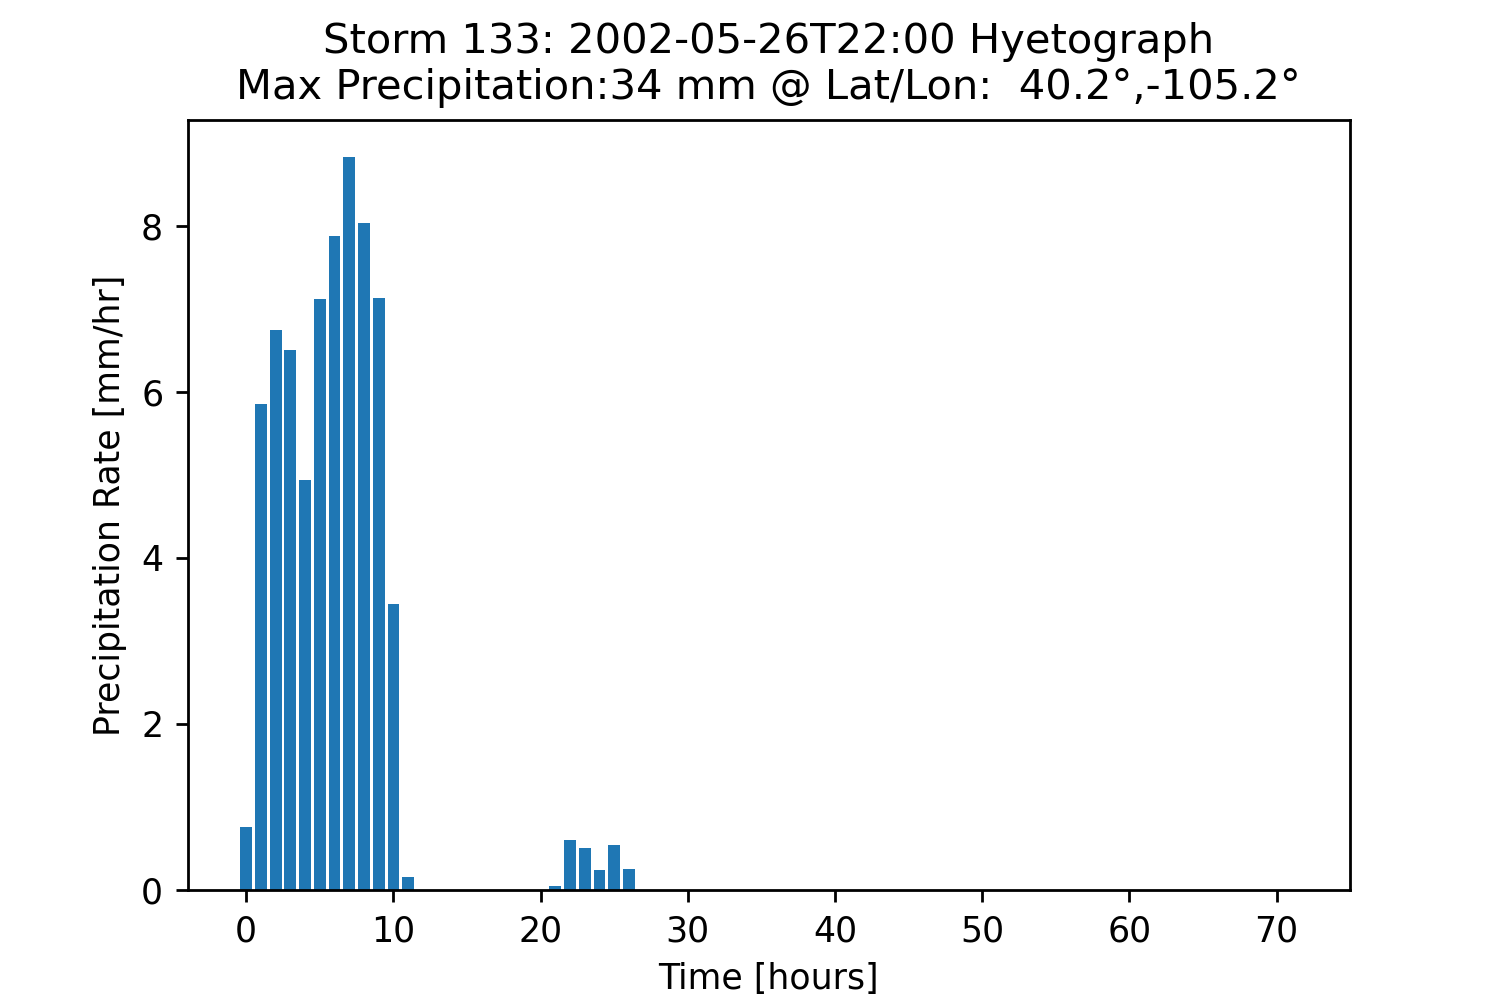 Storm 133: 2002-05-26T22:00 Hyetograph
Max Precipitation:34 mm @ Lat/Lon:  40.2°,-105.2°
Precipitation Rate [mm/hr]
8
6
4
2
0
0 10 20 30 40 50 60 70
Time [hours]